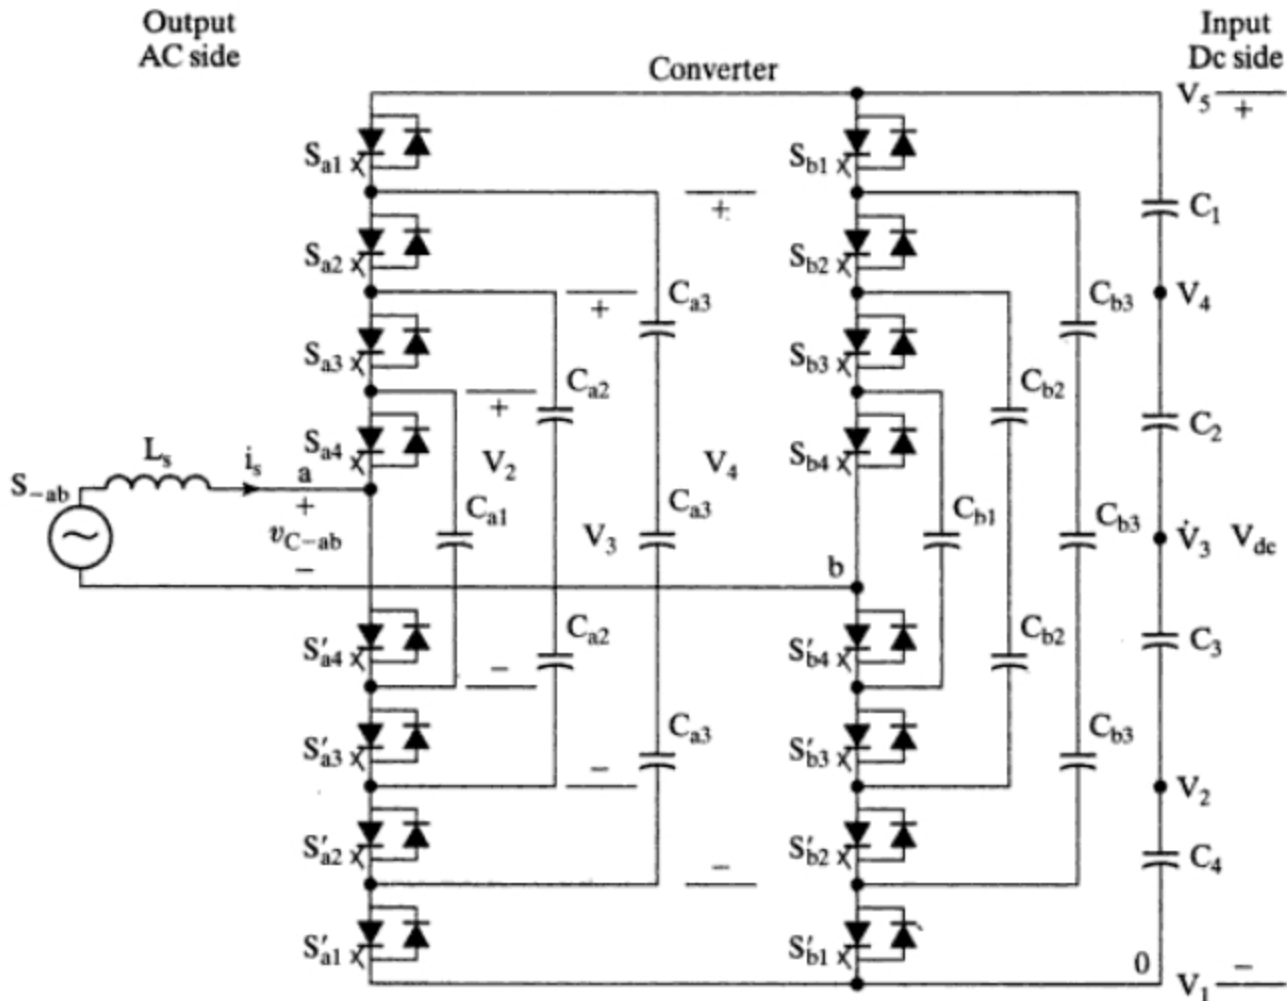 Output
AC side
Input
Dc side
Converter
V5
+
Sa1
Sb1
C1
+
Sa2
Sb2
Ca3
Cb3
V4
+
Sa3
Sb3
Ca2
Cb2
+
C2
Sa4
V2
V4
Sb4
Ls
is
a
S-ab
+
Ca1
Ca3
Cb1
Cb3
vC-ab
V3
V̇3
Vdc
−
b
Ca2
Cb2
S′a4
S′b4
C3
−
Ca3
Cb3
S′a3
S′b3
−
V2
S′a2
S′b2
C4
−
S′a1
S′b1
0
−
V1